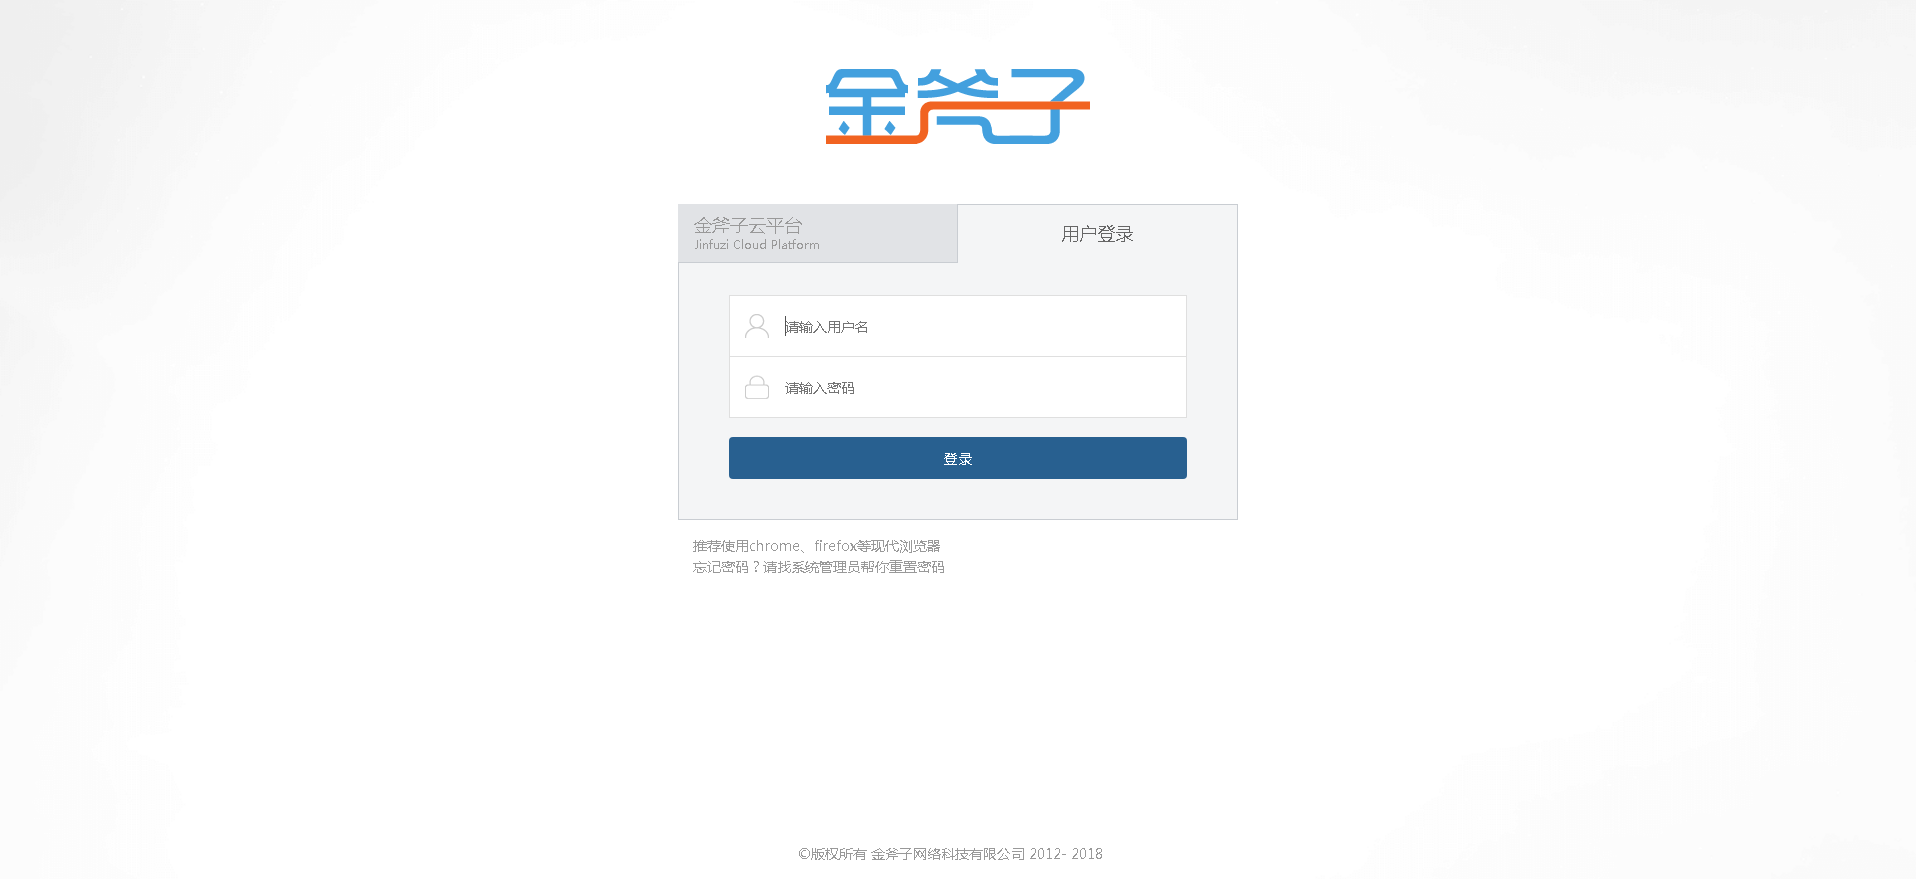 金斧子
金斧子云平台
Jinfuzi Cloud Platform
用户登录
请输入用户名
请输入密码
登录
推荐使用chrome、firefox等现代浏览器
忘记密码？请找系统管理员帮你重置密码
©版权所有 金斧子网络科技有限公司 2012- 2018